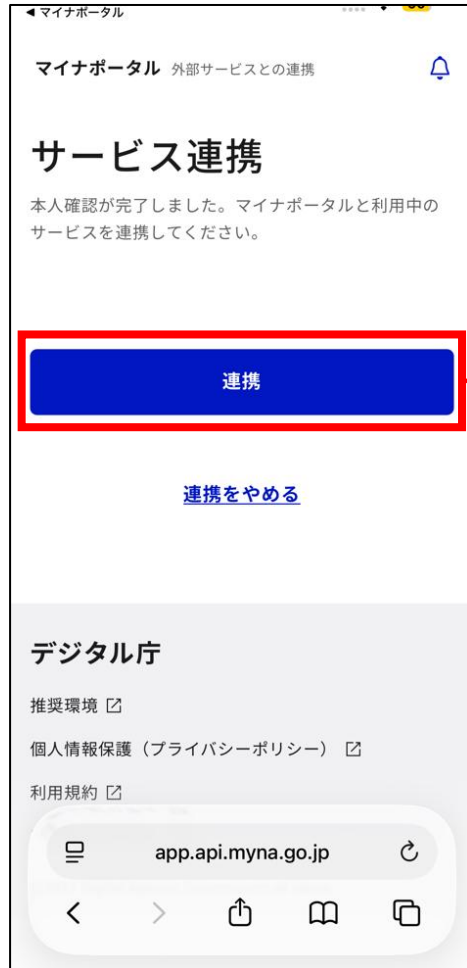 ◀ マイナポータル
マイナポータル 外部サービスとの連携
サービス連携
本人確認が完了しました。マイナポータルと利用中の
サービスを連携してください。
連携
連携をやめる
デジタル庁
推奨環境
個人情報保護（プライバシーポリシー）
利用規約
app.api.myna.go.jp